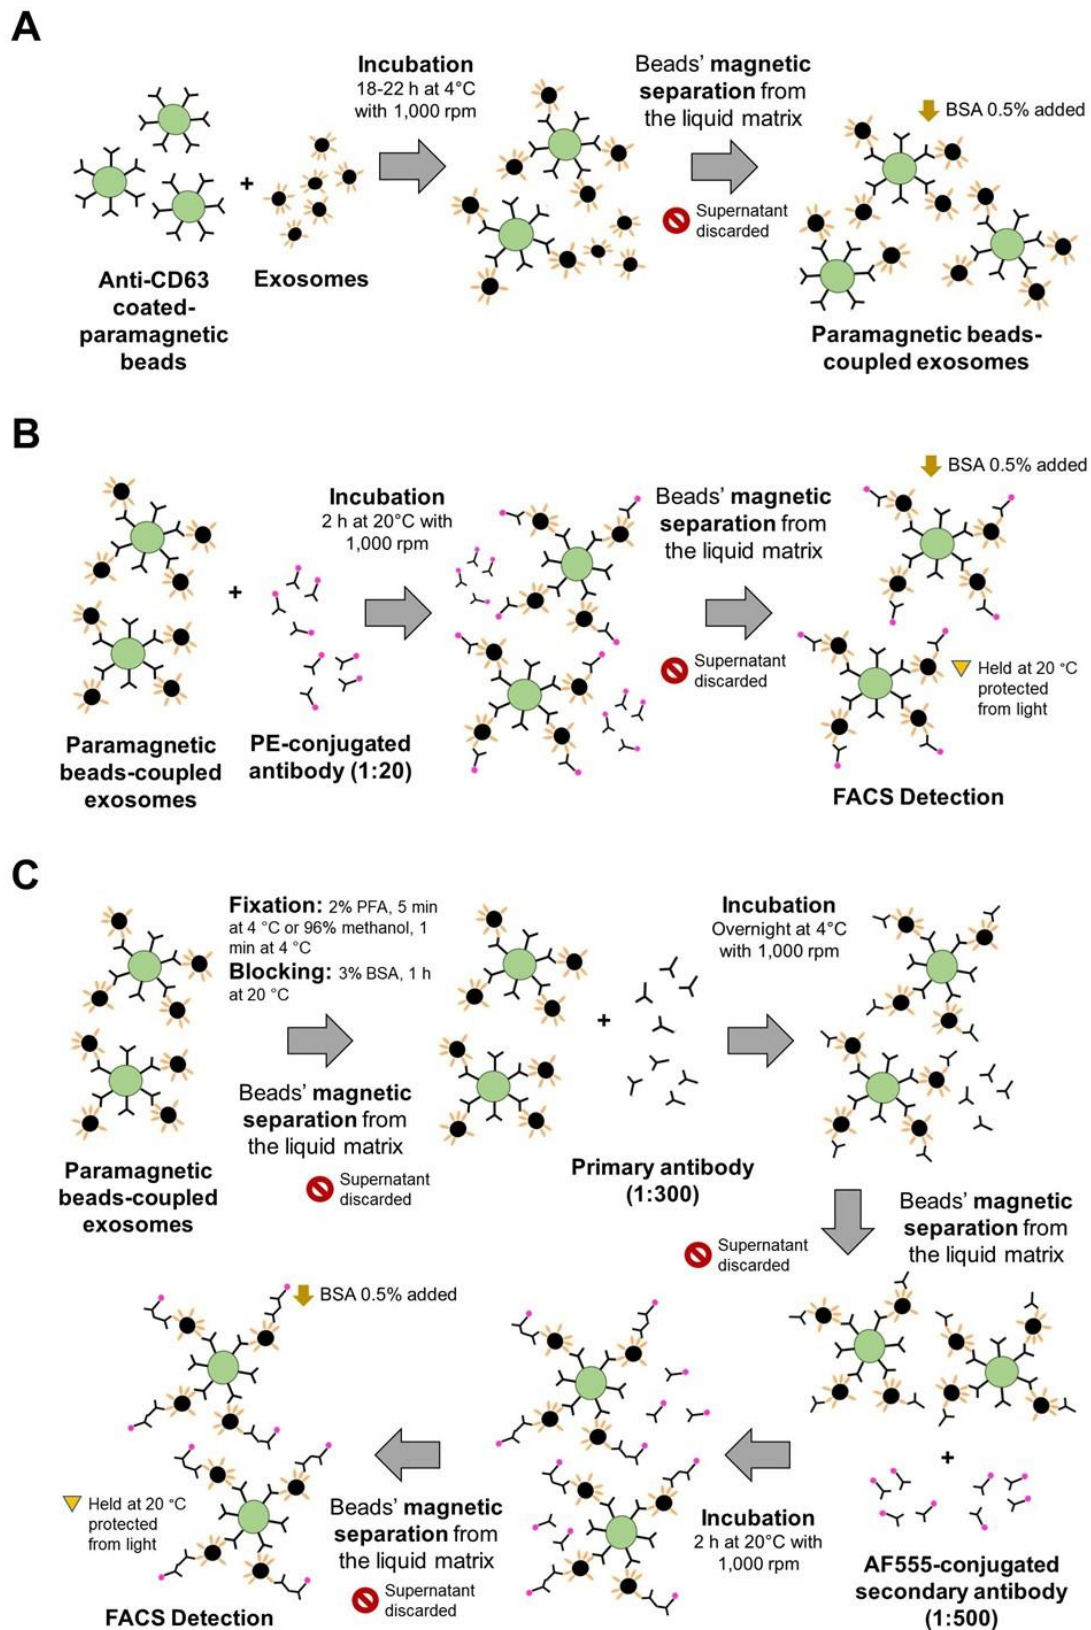 A
Incubation
18-22 h at 4°C
with 1,000 rpm
Beads’ magnetic
separation from
the liquid matrix
BSA 0.5% added
+
Supernatant
discarded
Anti-CD63
coated-
paramagnetic
beads
Exosomes
Paramagnetic beads-
coupled exosomes
B
BSA 0.5% added
Incubation
2 h at 20°C with
1,000 rpm
Beads’ magnetic
separation from
the liquid matrix
+
Supernatant
discarded
Held at 20 °C
protected
from light
Paramagnetic
beads-coupled
exosomes
PE-conjugated
antibody (1:20)
FACS Detection
C
Fixation: 2% PFA, 5 min
at 4 °C or 96% methanol, 1
min at 4 °C
Blocking: 3% BSA, 1 h
at 20 °C
Incubation
Overnight at 4°C
with 1,000 rpm
+
Beads’ magnetic
separation from
the liquid matrix
Supernatant
discarded
Paramagnetic
beads-coupled
exosomes
Primary antibody
(1:300)
Beads’ magnetic
separation from
the liquid matrix
Supernatant
discarded
BSA 0.5% added
+
Incubation
2 h at 20°C with
1,000 rpm
AF555-conjugated
secondary antibody
(1:500)
Beads’ magnetic
separation from
the liquid matrix
Supernatant
discarded
Held at 20 °C
protected
from light
FACS Detection